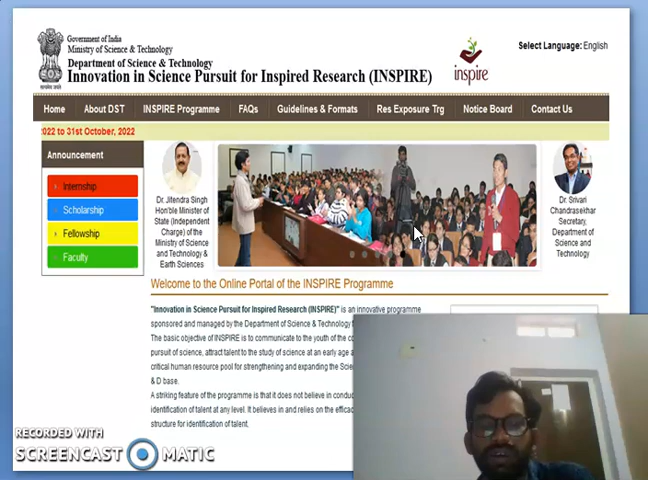 Government of India
Ministry of Science & Technology
Department of Science & Technology
Innovation in Science Pursuit for Inspired Research (INSPIRE)
inspire
Select Language: English
Home About DST INSPIRE Programme FAQs Guidelines & Formats Res Exposure Trg Notice Board Contact Us
2022 to 31st October, 2022
Announcement
Internship
Scholarship
Fellowship
Faculty
Dr. Jitendra Singh
Hon'ble Minister of
State (Independent
Charge) of the
Ministry of Science
and Technology &
Earth Sciences
Dr. Srivari
Chandrasekhar
Secretary,
Department of
Science and
Technology
Welcome to the Online Portal of the INSPIRE Programme
"Innovation in Science Pursuit for Inspired Research (INSPIRE)" is an innovative programme
sponsored and managed by the Department of Science & Technology
The basic objective of INSPIRE is to communicate to the youth of the
pursuit of science, attract talent to the study of science at an early age
critical human resource pool for strengthening and expanding the
& D base.
A striking feature of the programme is that it does not believe in
identification of talent at any level. It believes in and relies on the
structure for identification of talent.
RECORDED WITH
SCREENCAST MATIC